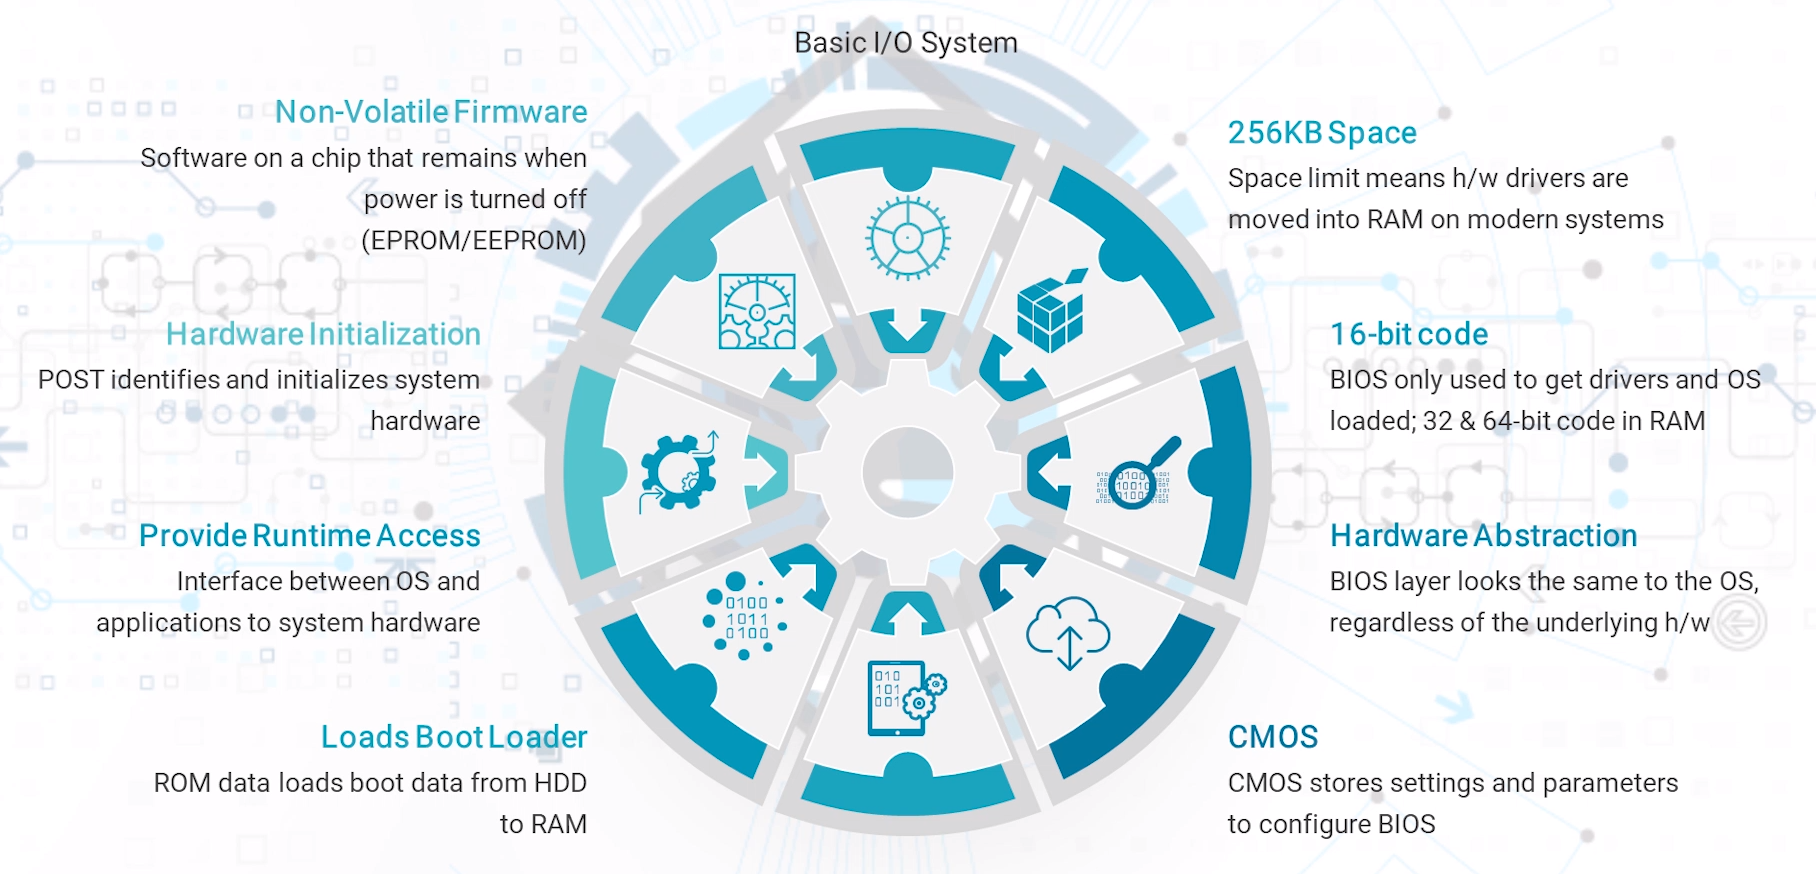 Basic I/O System
Non-Volatile Firmware
Software on a chip that remains when
power is turned off
(EPROM/EEPROM)
Hardware Initialization
POST identifies and initializes system
hardware
Provide Runtime Access
Interface between OS and
applications to system hardware
Loads Boot Loader
ROM data loads boot data from HDD
to RAM
256KB Space
Space limit means h/w drivers are
moved into RAM on modern systems
16-bit code
BIOS only used to get drivers and OS
loaded; 32 & 64-bit code in RAM
Hardware Abstraction
BIOS layer looks the same to the OS,
regardless of the underlying h/w
CMOS
CMOS stores settings and parameters
to configure BIOS
0100
1011
0100
010
101
001